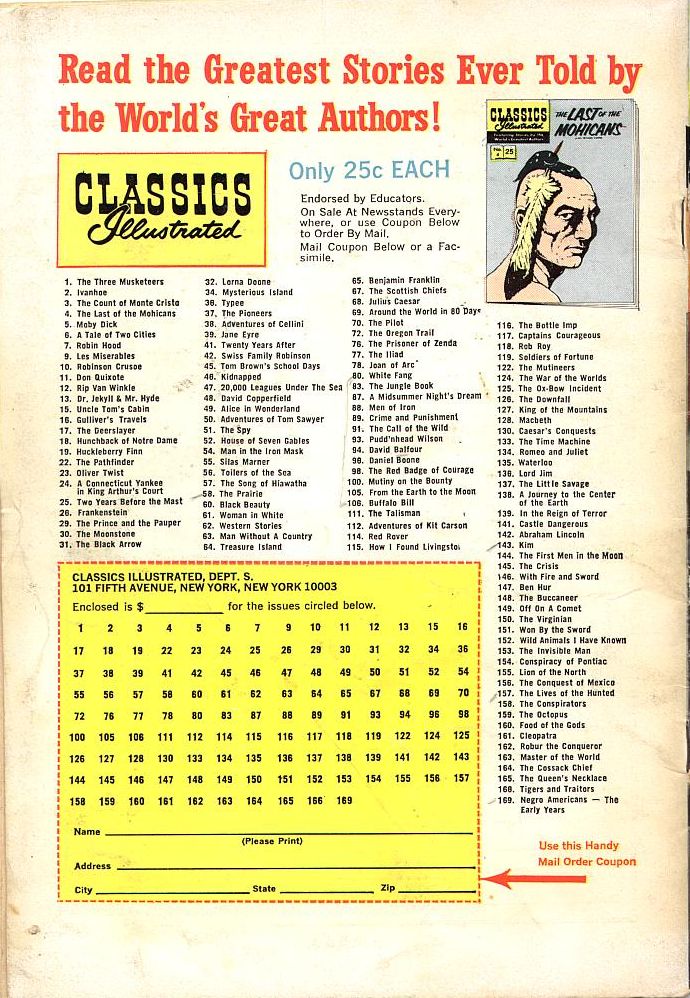 Read the Greatest Stories Ever Told by
the World's Great Authors!
CLASSICS
Illustrated
Only 25c EACH
Endorsed by Educators.
On Sale At Newsstands Every-
where, or use Coupon Below
to Order By Mail.
Mail Coupon Below or a Fac-
simile.
CLASSICS
Illustrated
Featuring Stories by the
World's Greatest Authors
No. 4
25
THE LAST OF THE
MOHICANS
1. The Three Musketeers
2. Ivanhoe
3. The Count of Monte Cristo
4. The Last of the Mohicans
5. Moby Dick
6. A Tale of Two Cities
7. Robin Hood
9. Les Miserables
10. Robinson Crusoe
11. Don Quixote
12. Rip Van Winkle
13. Dr. Jekyll & Mr. Hyde
15. Uncle Tom's Cabin
16. Gulliver's Travels
17. The Deerslayer
18. Hunchback of Notre Dame
19. Huckleberry Finn
22. The Pathfinder
23. Oliver Twist
24. A Connecticut Yankee
in King Arthur's Court
25. Two Years Before the Mast
26. Frankenstein
29. The Prince and the Pauper
30. The Moonstone
31. The Black Arrow
32. Lorna Doone
34. Mysterious Island
36. Typee
37. The Pioneers
38. Adventures of Cellini
39. Jane Eyre
41. Twenty Years After
42. Swiss Family Robinson
45. Tom Brown's School Days
46. Kidnapped
47. 20,000 Leagues Under The Sea
48. David Copperfield
49. Alice in Wonderland
50. Adventures of Tom Sawyer
51. The Spy
52. House of Seven Gables
54. Man in the Iron Mask
55. Silas Marner
56. Toilers of the Sea
57. The Song of Hiawatha
58. The Prairie
60. Black Beauty
61. Woman in White
62. Western Stories
63. Man Without A Country
64. Treasure Island
65. Benjamin Franklin
67. The Scottish Chiefs
68. Julius Caesar
69. Around the World in 80 Days
70. The Pilot
72. The Oregon Trail
76. The Prisoner of Zenda
77. The Iliad
78. Joan of Arc
80. White Fang
83. The Jungle Book
87. A Midsummer Night's Dream
88. Men of Iron
89. Crime and Punishment
91. The Call of the Wild
93. Pudd'nhead Wilson
94. David Balfour
96. Daniel Boone
98. The Red Badge of Courage
100. Mutiny on the Bounty
105. From the Earth to the Moon
106. Buffalo Bill
111. The Talisman
112. Adventures of Kit Carson
114. Red Rover
115. How I Found Livingston
116. The Bottle Imp
117. Captains Courageous
118. Rob Roy
119. Soldiers of Fortune
122. The Mutineers
124. The War of the Worlds
125. The Ox-Bow Incident
126. The Downfall
127. King of the Mountains
128. Macbeth
130. Caesar's Conquests
133. The Time Machine
134. Romeo and Juliet
135. Waterloo
136. Lord Jim
137. The Little Savage
138. A Journey to the Center
of the Earth
139. In the Reign of Terror
141. Castle Dangerous
142. Abraham Lincoln
143. Kim
144. The First Men in the Moon
145. The Crisis
146. With Fire and Sword
147. Ben Hur
148. The Buccaneer
149. Off On A Comet
150. The Virginian
151. Won By the Sword
152. Wild Animals I Have Known
153. The Invisible Man
154. Conspiracy of Pontiac
155. Lion of the North
156. The Conquest of Mexico
157. The Lives of the Hunted
158. The Conspirators
159. The Octopus
160. Food of the Gods
161. Cleopatra
162. Robur the Conqueror
163. Master of the World
164. The Cossack Chief
165. The Queen's Necklace
166. Tigers and Traitors
169. Negro Americans — The
Early Years
CLASSICS ILLUSTRATED, DEPT. S.
101 FIFTH AVENUE, NEW YORK, NEW YORK 10003
Enclosed is $ for the issues circled below.
1 2 3 4 5 6 7 9 10 11 12 13 15 16
17 18 19 22 23 24 25 26 29 30 31 32 34 36
37 38 39 41 42 45 46 47 48 49 50 51 52 54
55 56 57 58 60 61 62 63 64 65 67 68 69 70
72 76 77 78 80 83 87 88 89 91 93 94 96 98
100 105 106 111 112 114 115 116 117 118 119 122 124 125
126 127 128 130 133 134 135 136 137 138 139 141 142 143
144 145 146 147 148 149 150 151 152 153 154 155 156 157
158 159 160 161 162 163 164 165 166 169
Name
(Please Print)
Address
City State Zip
Use this Handy
Mail Order Coupon